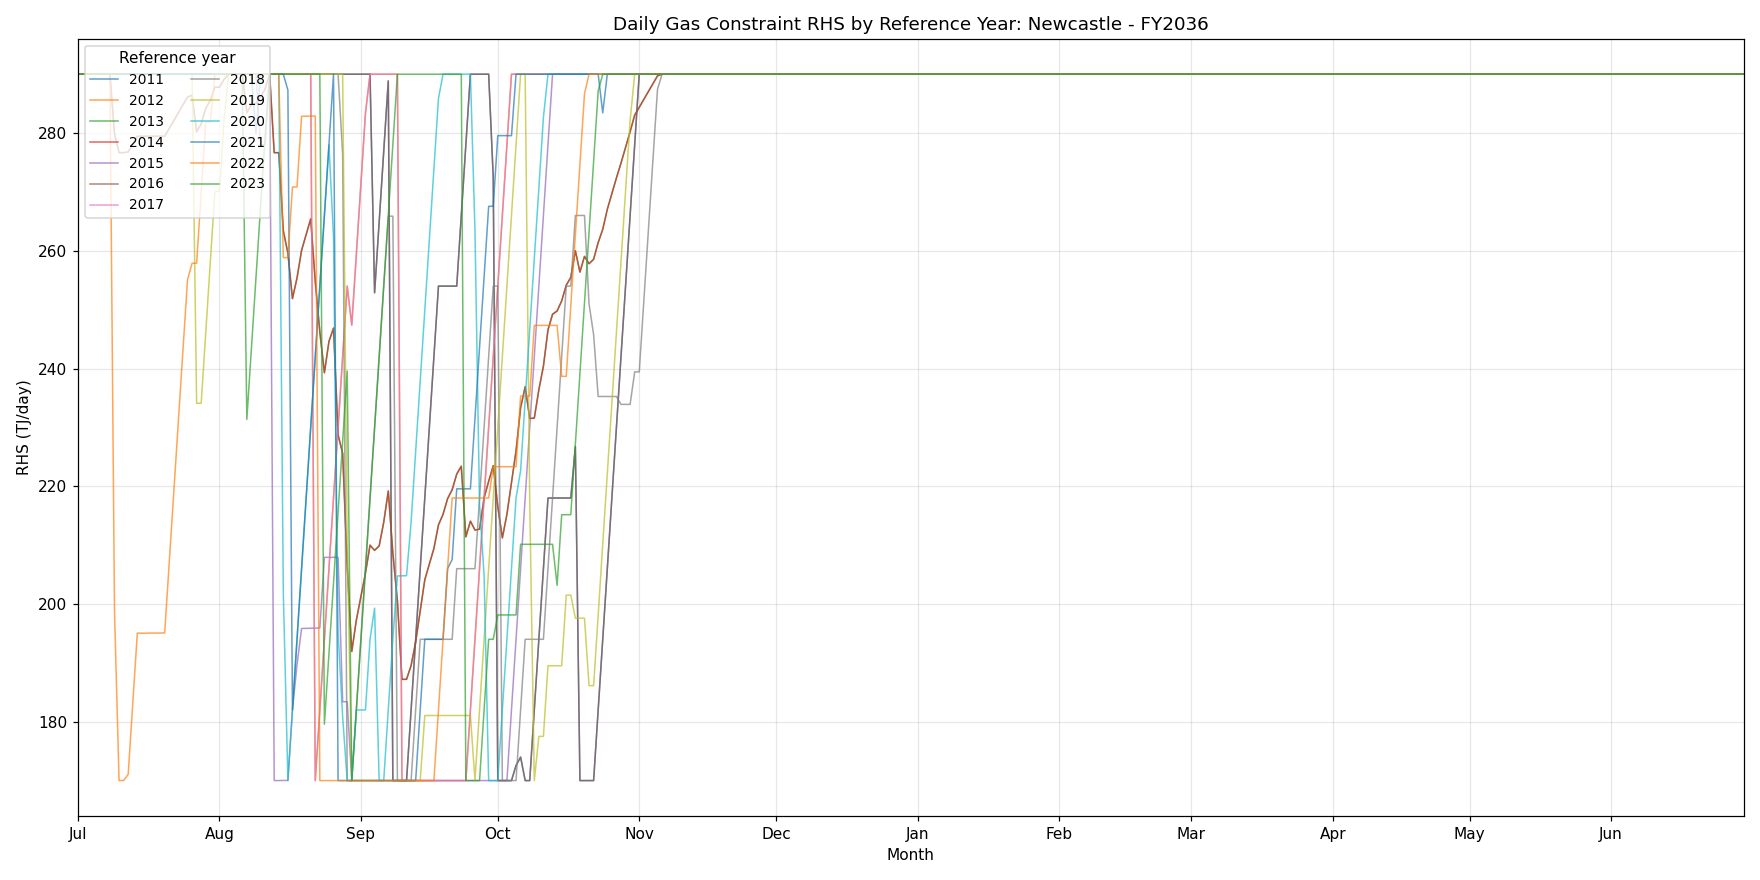 Daily Gas Constraint RHS by Reference Year: Newcastle - FY2036
Reference year
2011
2012
2013
2014
2015
2016
2017
2018
2019
2020
2021
2022
2023
RHS (TJ/day)
280
260
240
220
200
180
Jul
Aug
Sep
Oct
Nov
Dec
Jan
Feb
Mar
Apr
May
Jun
Month